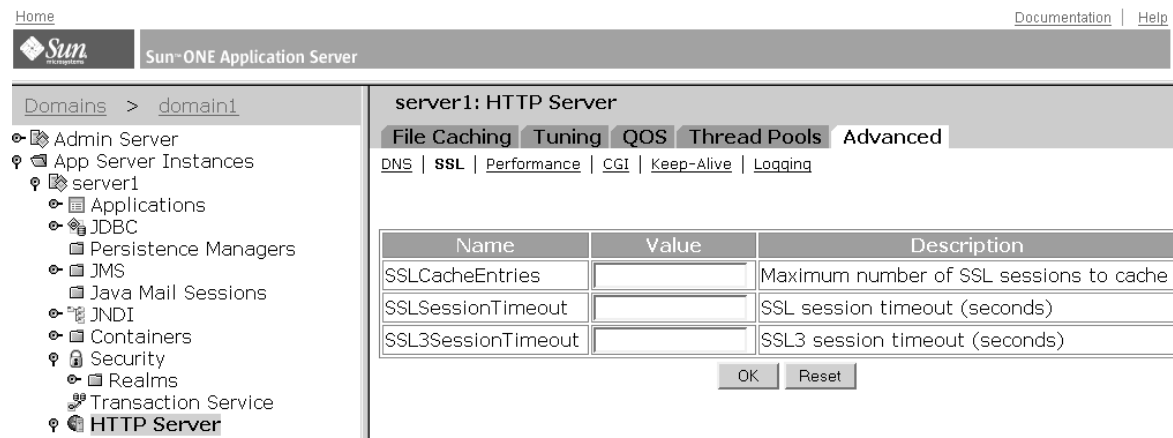 Home
Documentation | Help
Sun
microsystems
Sun™ ONE Application Server
Domains > domain1
Admin Server
App Server Instances
server1
Applications
JDBC
Persistence Managers
JMS
Java Mail Sessions
JNDI
Containers
Security
Realms
Transaction Service
HTTP Server
server1: HTTP Server
File Caching Tuning QOS Thread Pools Advanced
DNS | SSL | Performance | CGI | Keep-Alive | Logging
Name Value Description
SSLCacheEntries Maximum number of SSL sessions to cache
SSLSessionTimeout SSL session timeout (seconds)
SSL3SessionTimeout SSL3 session timeout (seconds)
OK Reset